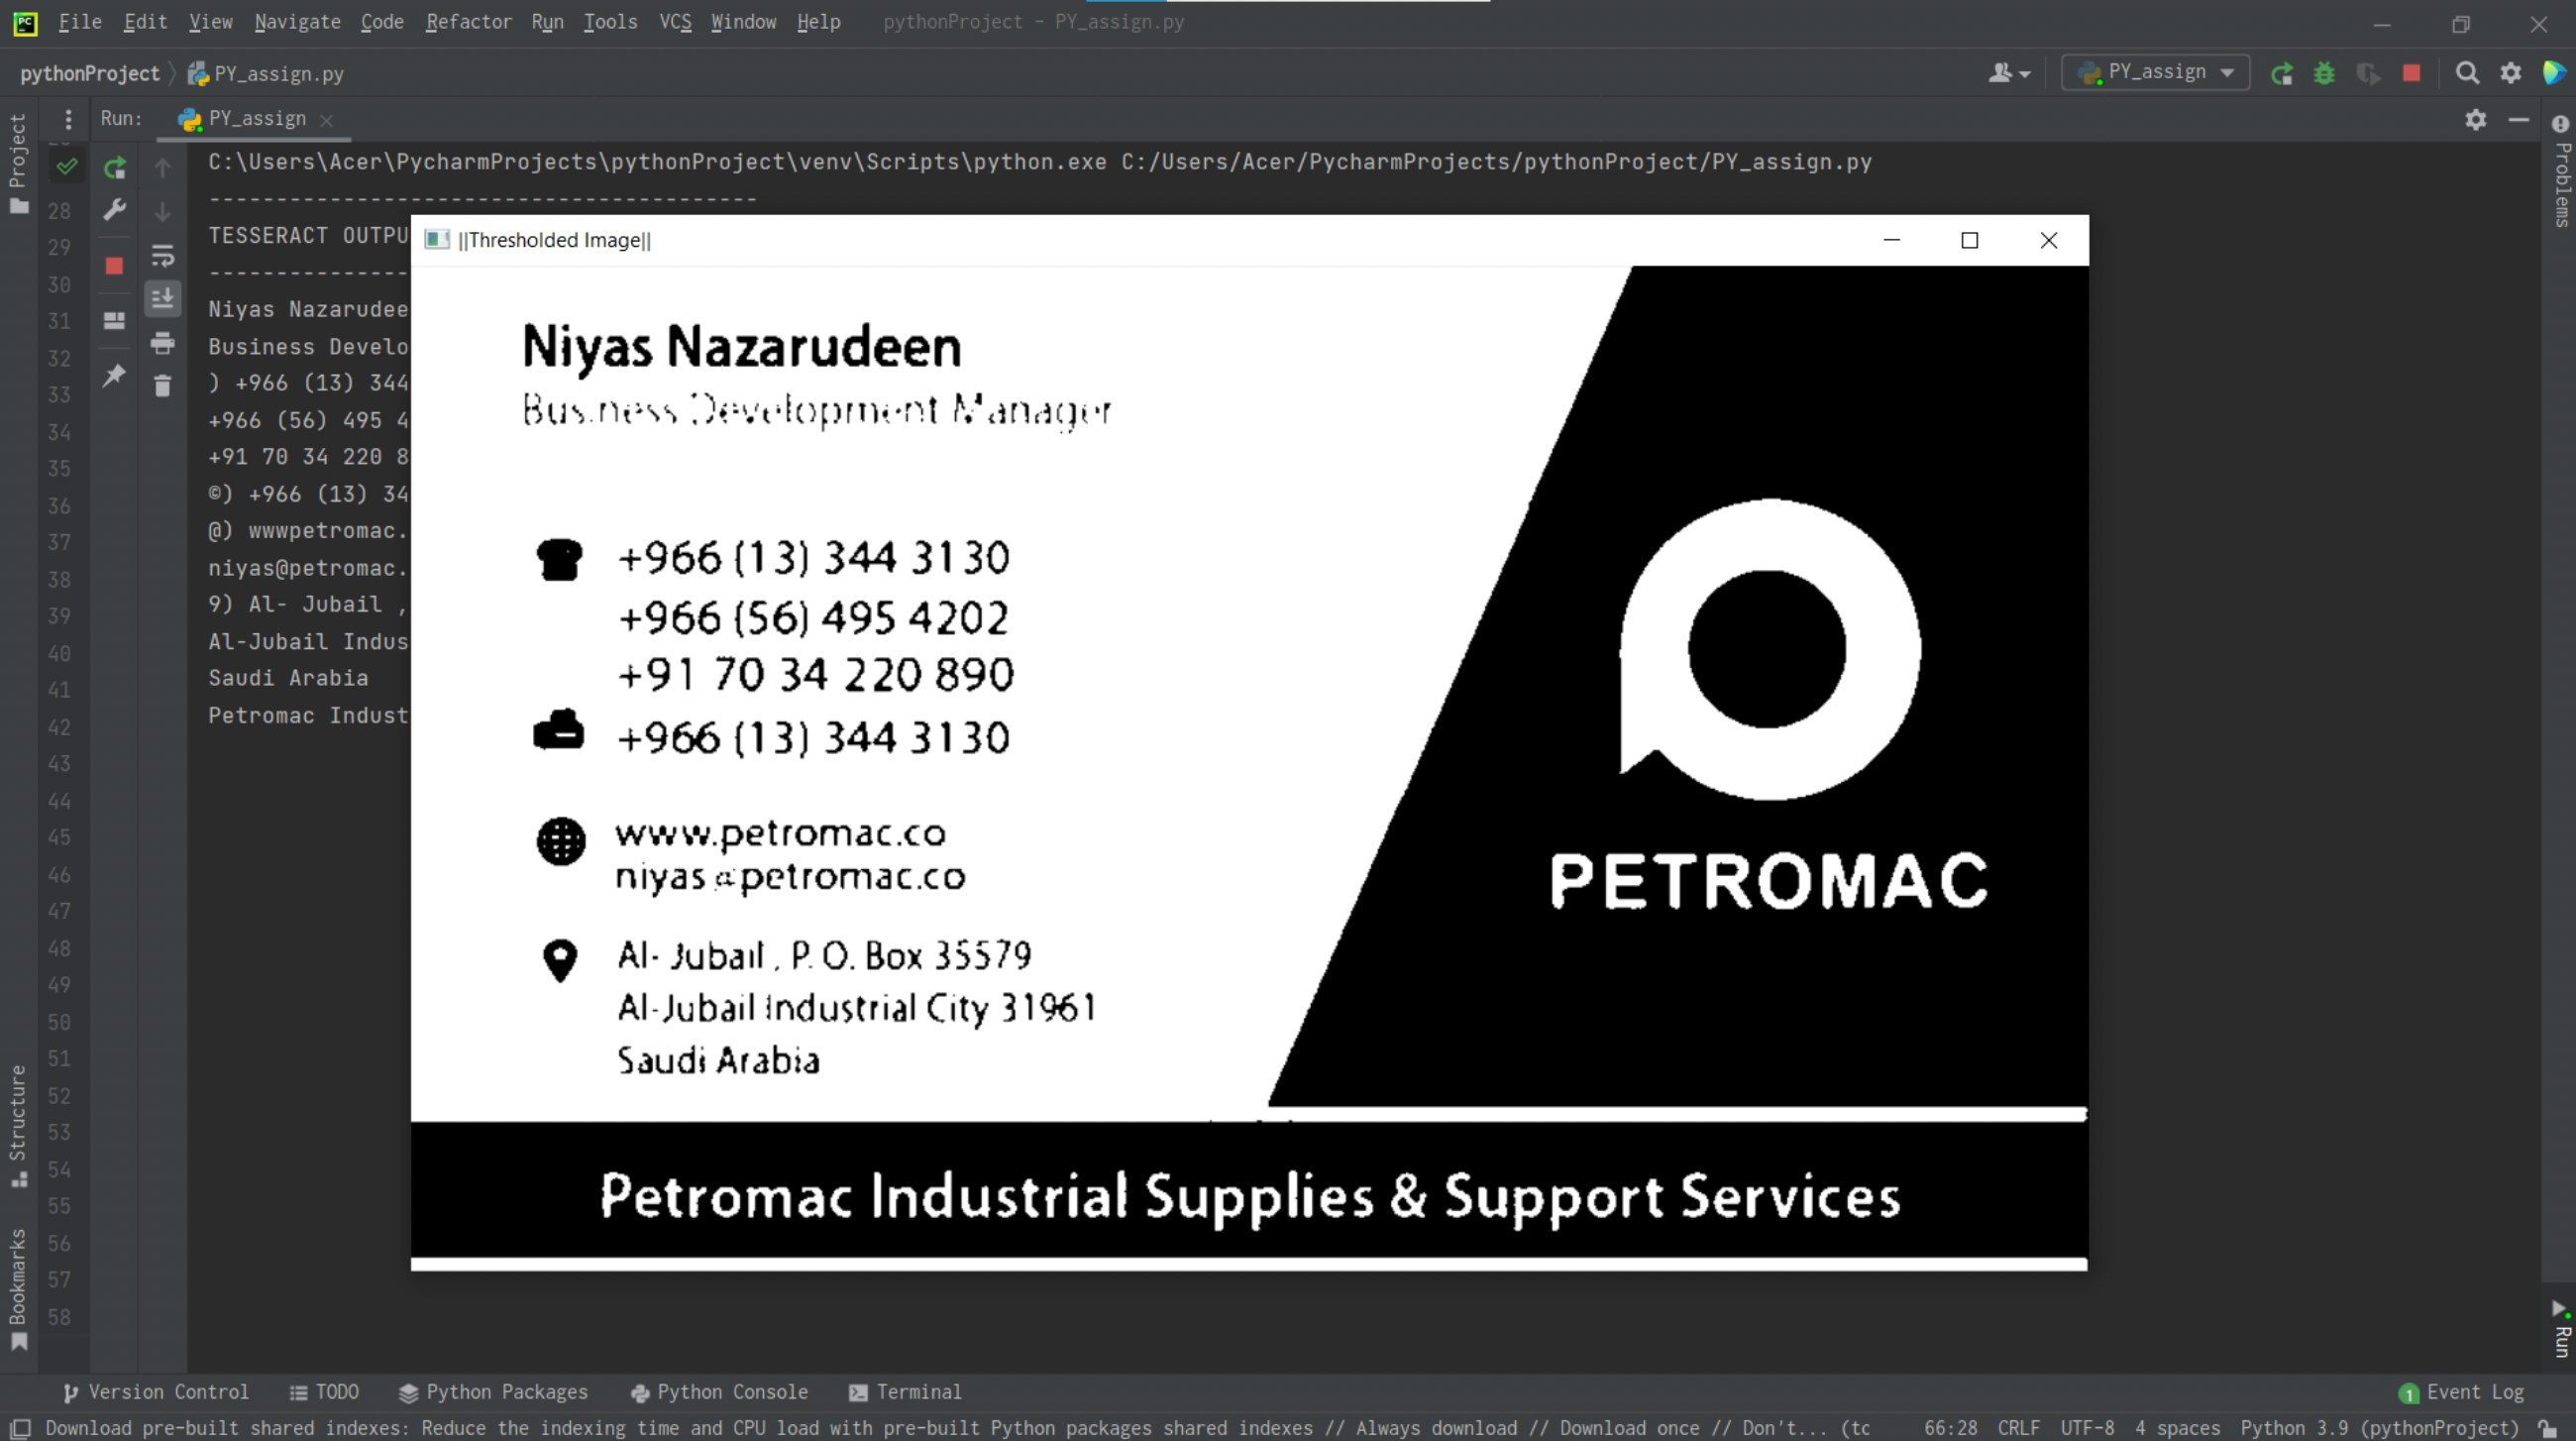 File Edit View Navigate Code Refactor Run Tools VCS Window Help pythonProject - PY_assign.py
pythonProject PY_assign.py PY_assign
Run: PY_assign
Project
Problems
C:\Users\Acer\PycharmProjects\pythonProject\venv\Scripts\python.exe C:/Users/Acer/PycharmProjects/pythonProject/PY_assign.py
-----------------------------------------
TESSERACT OUTPU
---------------
Niyas Nazarudee
Business Develo
) +966 (13) 344
+966 (56) 495 4
+91 70 34 220 8
©) +966 (13) 34
@) wwwpetromac.
niyas@petromac.
9) Al- Jubail ,
Al-Jubail Indus
Saudi Arabia
Petromac Indust
28
29
30
31
32
33
34
35
36
37
38
39
40
41
42
43
44
45
46
47
48
49
50
51
52
53
54
55
56
57
58
||Thresholded Image||
Niyas Nazarudeen
Business Development Manager
+966 (13) 344 3130
+966 (56) 495 4202
+91 70 34 220 890
+966 (13) 344 3130
www.petromac.co
niyas@petromac.co
Al- Jubail , P. O. Box 35579
Al-Jubail Industrial City 31961
Saudi Arabia
PETROMAC
Petromac Industrial Supplies & Support Services
Structure
Bookmarks
Run
Version Control TODO Python Packages Python Console Terminal 1 Event Log
Download pre-built shared indexes: Reduce the indexing time and CPU load with pre-built Python packages shared indexes // Always download // Download once // Don't... (tc 66:28 CRLF UTF-8 4 spaces Python 3.9 (pythonProject)